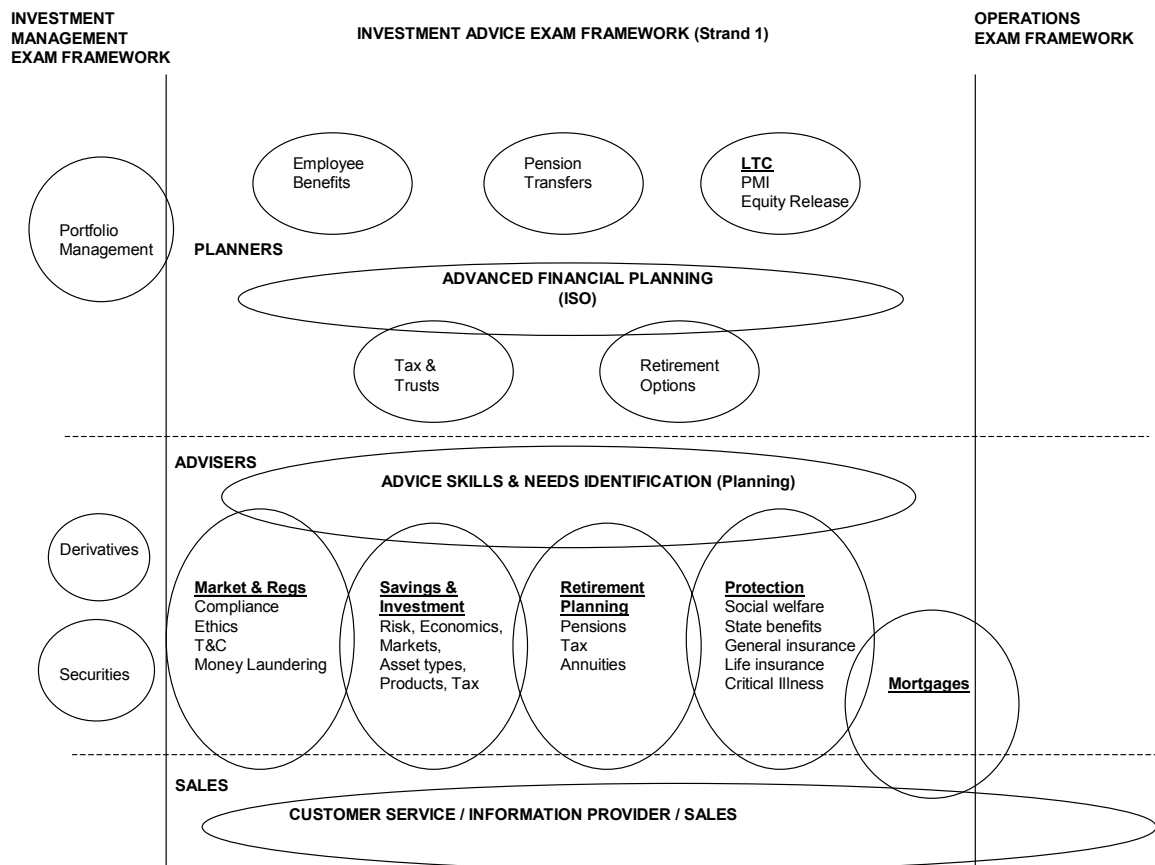 INVESTMENT
MANAGEMENT
EXAM FRAMEWORK
INVESTMENT ADVICE EXAM FRAMEWORK (Strand 1)
OPERATIONS
EXAM FRAMEWORK
Employee
Benefits
Pension
Transfers
LTC
PMI
Equity Release
Portfolio
Management
PLANNERS
ADVANCED FINANCIAL PLANNING
(ISO)
Tax &
Trusts
Retirement
Options
ADVISERS
ADVICE SKILLS & NEEDS IDENTIFICATION (Planning)
Derivatives
Securities
Market & Regs
Compliance
Ethics
T&C
Money Laundering
Savings &
Investment
Risk, Economics,
Markets,
Asset types,
Products, Tax
Retirement
Planning
Pensions
Tax
Annuities
Protection
Social welfare
State benefits
General insurance
Life insurance
Critical Illness
Mortgages
SALES
CUSTOMER SERVICE / INFORMATION PROVIDER / SALES